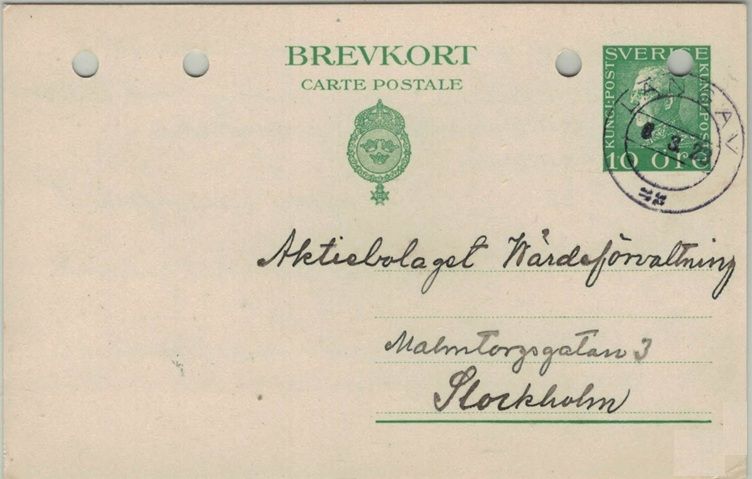 BREVKORT
CARTE POSTALE
SVERIGE
KUNGL·POST
KUNGL·POST
10 ÖRE
Aktiebolaget Wärdeförvaltning
Malmtorgsgatan 3
Stockholm